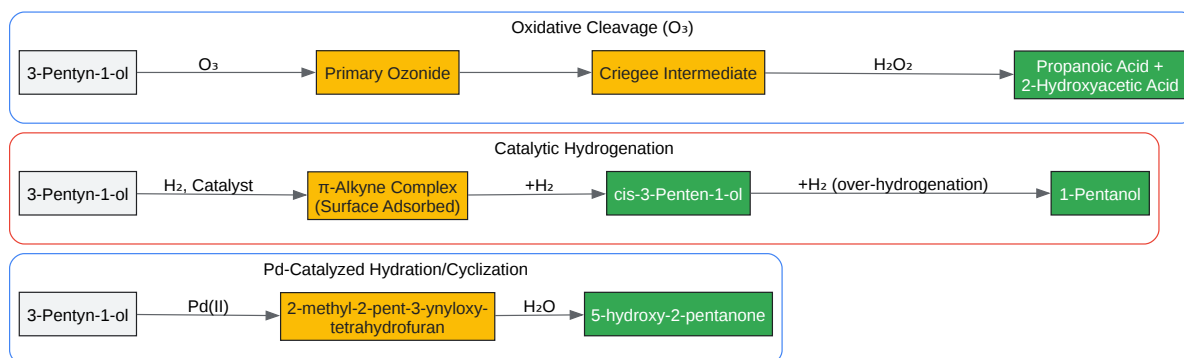 Oxidative Cleavage (O₃)
3-Pentyn-1-ol
O₃
Primary Ozonide
Criegee Intermediate
H₂O₂
Propanoic Acid +
2-Hydroxyacetic Acid
Catalytic Hydrogenation
3-Pentyn-1-ol
H₂, Catalyst
π-Alkyne Complex
(Surface Adsorbed)
+H₂
cis-3-Penten-1-ol
+H₂ (over-hydrogenation)
1-Pentanol
Pd-Catalyzed Hydration/Cyclization
3-Pentyn-1-ol
Pd(II)
2-methyl-2-pent-3-ynyloxy-
tetrahydrofuran
H₂O
5-hydroxy-2-pentanone